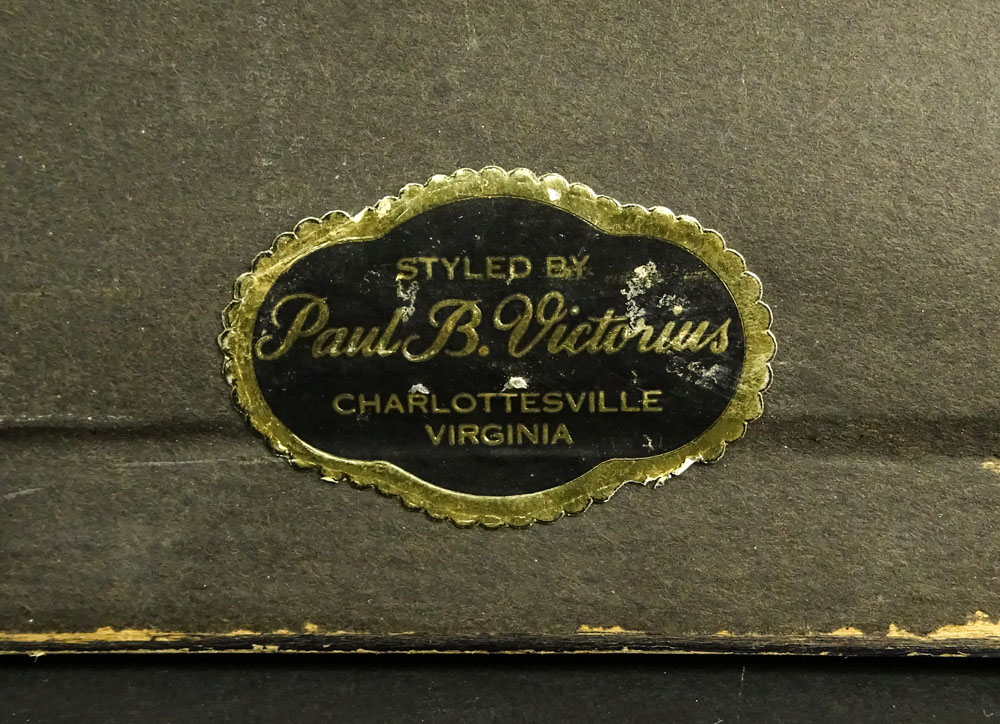 STYLED BY
Paul B. Victorius
CHARLOTTESVILLE
VIRGINIA